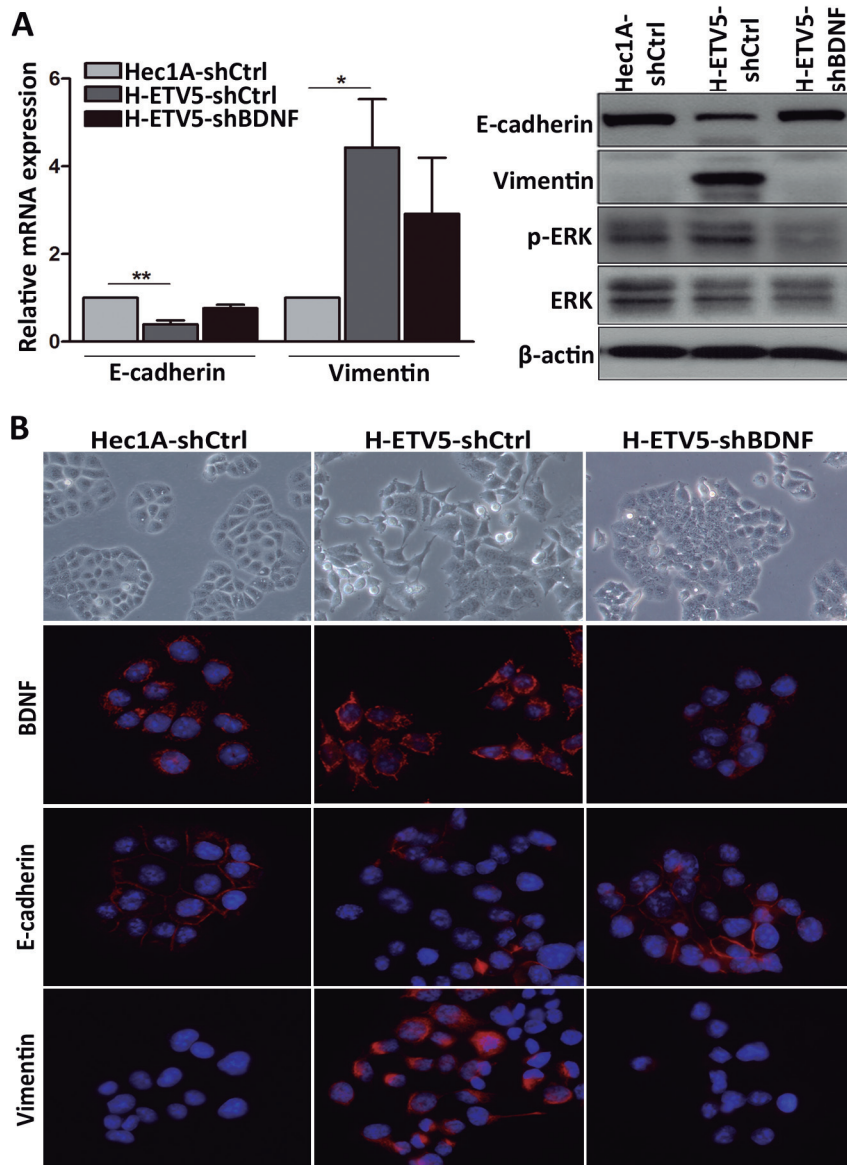 A
Hec1A-shCtrl
H-ETV5-shCtrl
H-ETV5-shBDNF
Relative mRNA expression
6
4
2
0
**
*
E-cadherin
Vimentin
Hec1A-
shCtrl
H-ETV5-
shCtrl
H-ETV5-
shBDNF
E-cadherin
Vimentin
p-ERK
ERK
β-actin
B
Hec1A-shCtrl
H-ETV5-shCtrl
H-ETV5-shBDNF
BDNF
E-cadherin
Vimentin